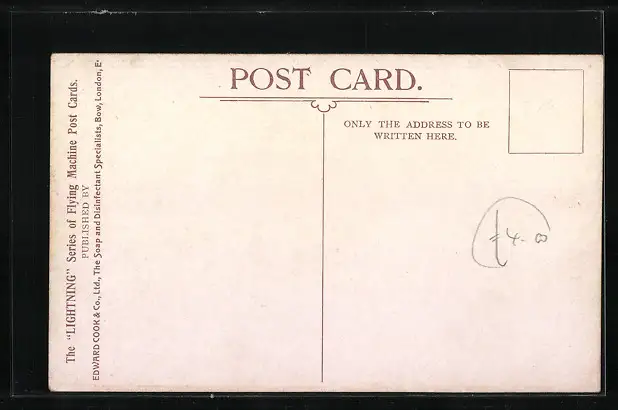 POST CARD.
ONLY THE ADDRESS TO BE
WRITTEN HERE.
The "LIGHTNING" Series of Flying Machine Post Cards.
PUBLISHED BY
EDWARD COOK & Co., Ltd., The Soap and Disinfectant Specialists, Bow, London, E.